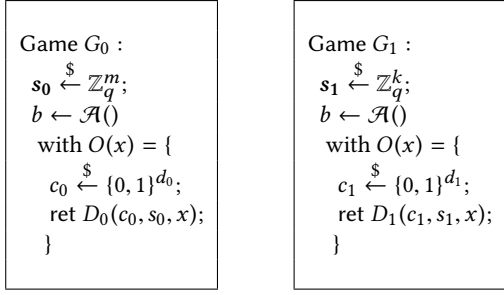 Game G₀ :
s₀ ←$ ℤ_q^m;
b ← 𝒜()
with O(x) = {
c₀ ←$ {0, 1}^{d₀};
ret D₀(c₀, s₀, x);
}
Game G₁ :
s₁ ←$ ℤ_q^k;
b ← 𝒜()
with O(x) = {
c₁ ←$ {0, 1}^{d₁};
ret D₁(c₁, s₁, x);
}